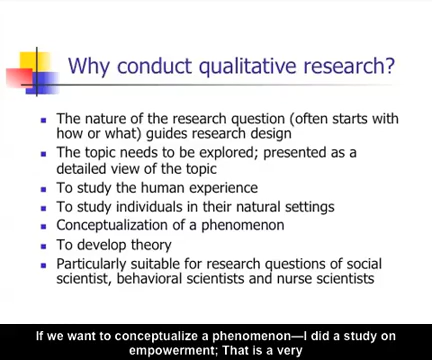 Why conduct qualitative research?
The nature of the research question (often starts with
how or what) guides research design
The topic needs to be explored; presented as a
detailed view of the topic
To study the human experience
To study individuals in their natural settings
Conceptualization of a phenomenon
To develop theory
Particularly suitable for research questions of social
scientist, behavioral scientists and nurse scientists
If we want to conceptualize a phenomenon—I did a study on
empowerment; That is a very